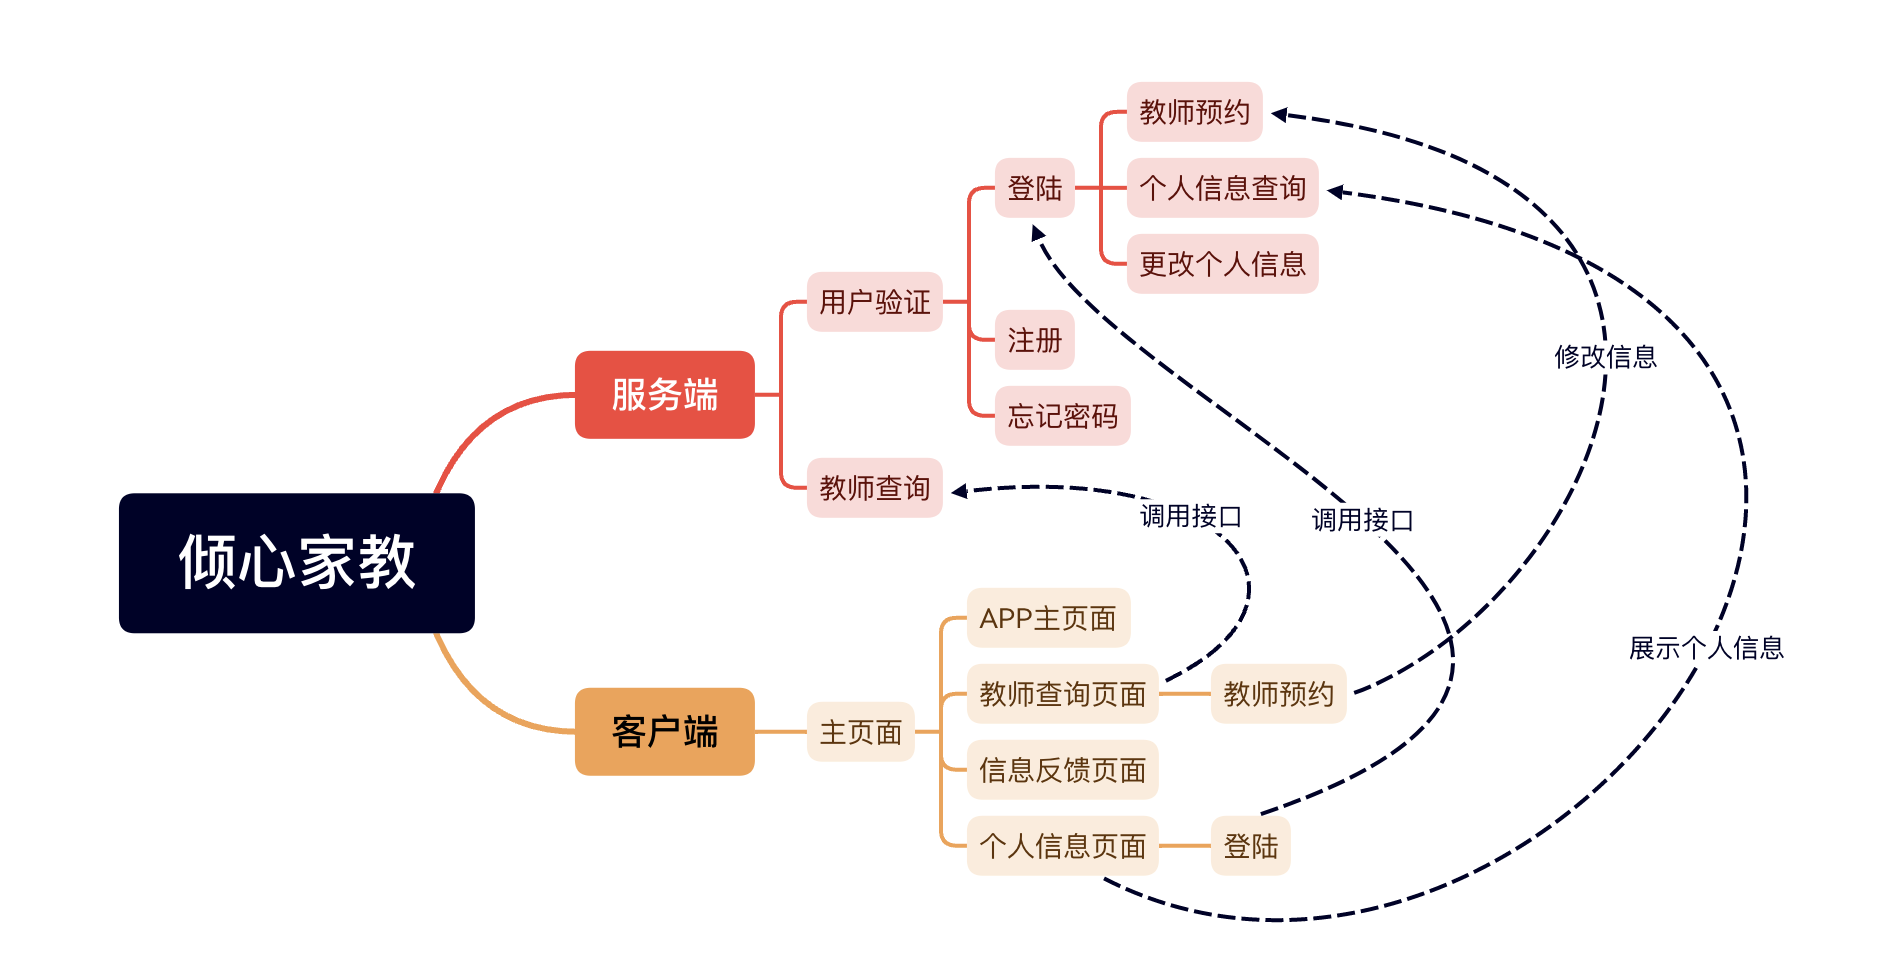 倾心家教
服务端
用户验证
登陆
教师预约
个人信息查询
更改个人信息
注册
忘记密码
教师查询
客户端
主页面
APP主页面
教师查询页面
教师预约
信息反馈页面
个人信息页面
登陆
调用接口
调用接口
修改信息
展示个人信息